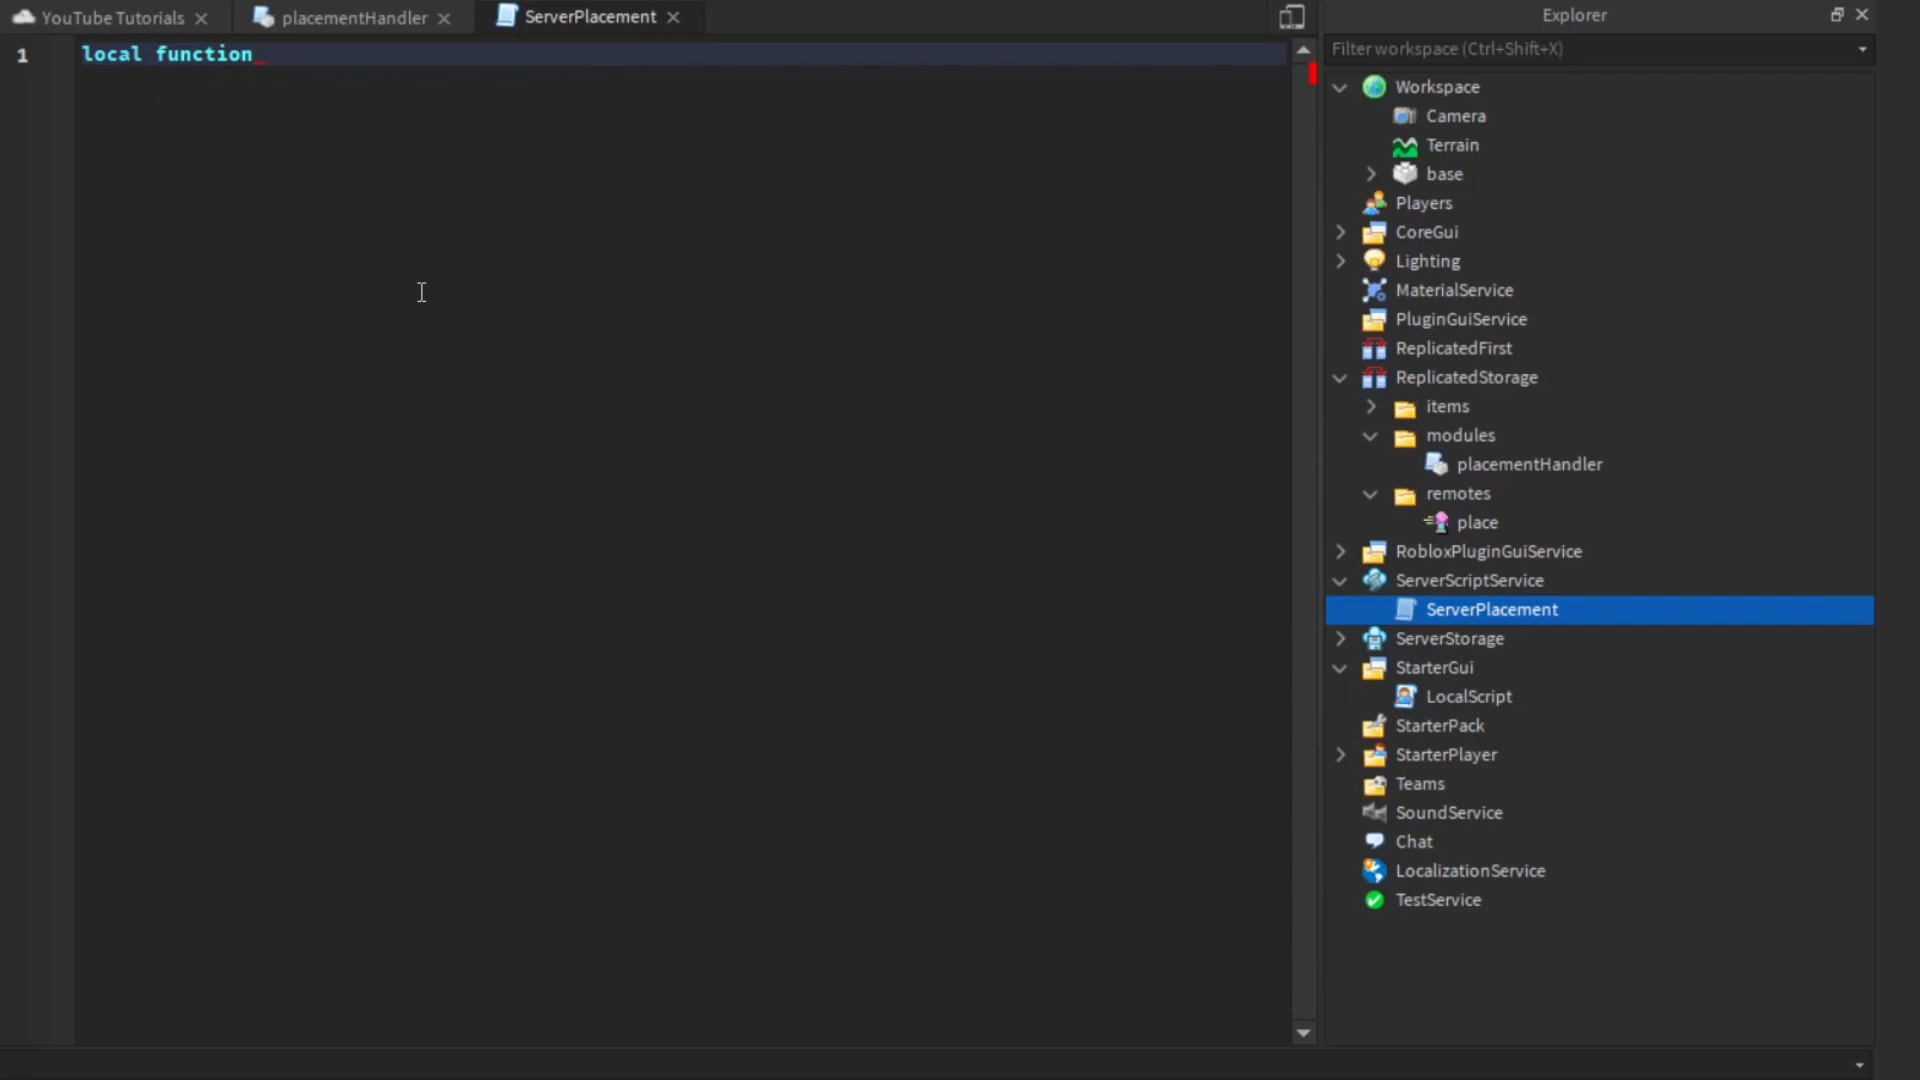 YouTube Tutorials
placementHandler
ServerPlacement
1
local function
Explorer
Filter workspace (Ctrl+Shift+X)
Workspace
Camera
Terrain
base
Players
CoreGui
Lighting
MaterialService
PluginGuiService
ReplicatedFirst
ReplicatedStorage
items
modules
placementHandler
remotes
place
RobloxPluginGuiService
ServerScriptService
ServerPlacement
ServerStorage
StarterGui
LocalScript
StarterPack
StarterPlayer
Teams
SoundService
Chat
LocalizationService
TestService